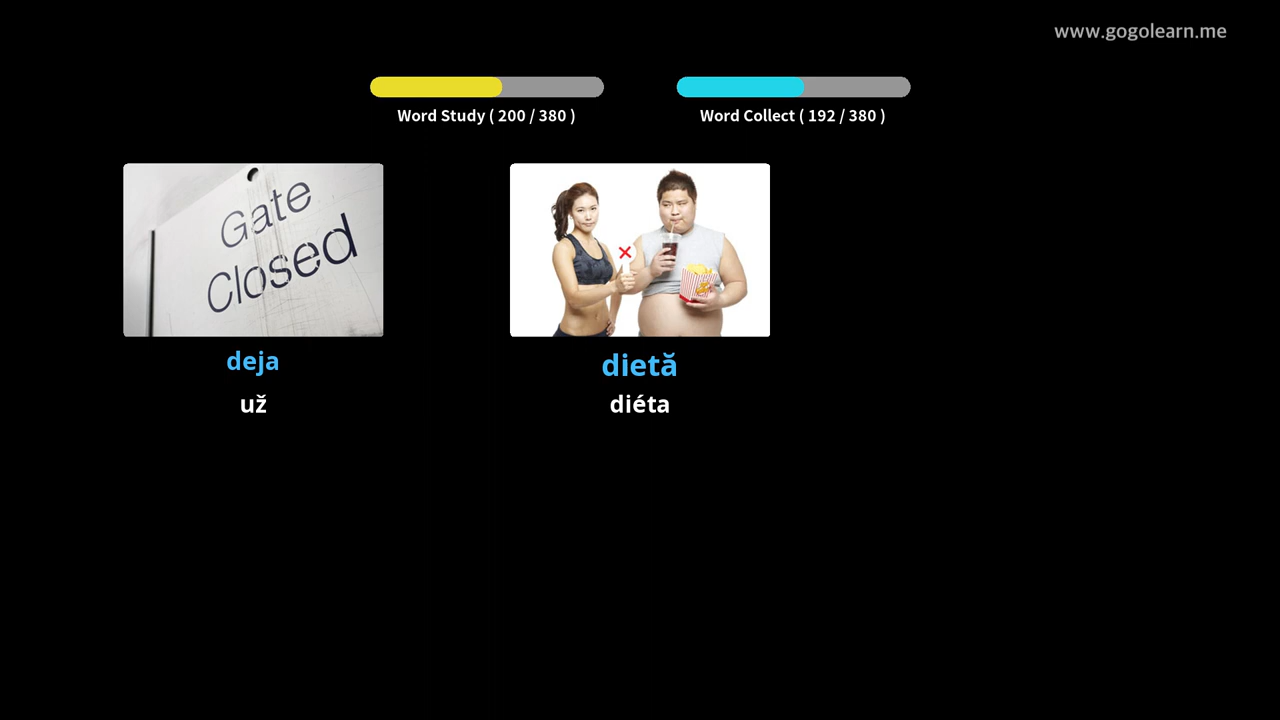 www.gogolearn.me
Word Study ( 200 / 380 )
Word Collect ( 192 / 380 )
Gate
Closed
deja
už
dietă
diéta